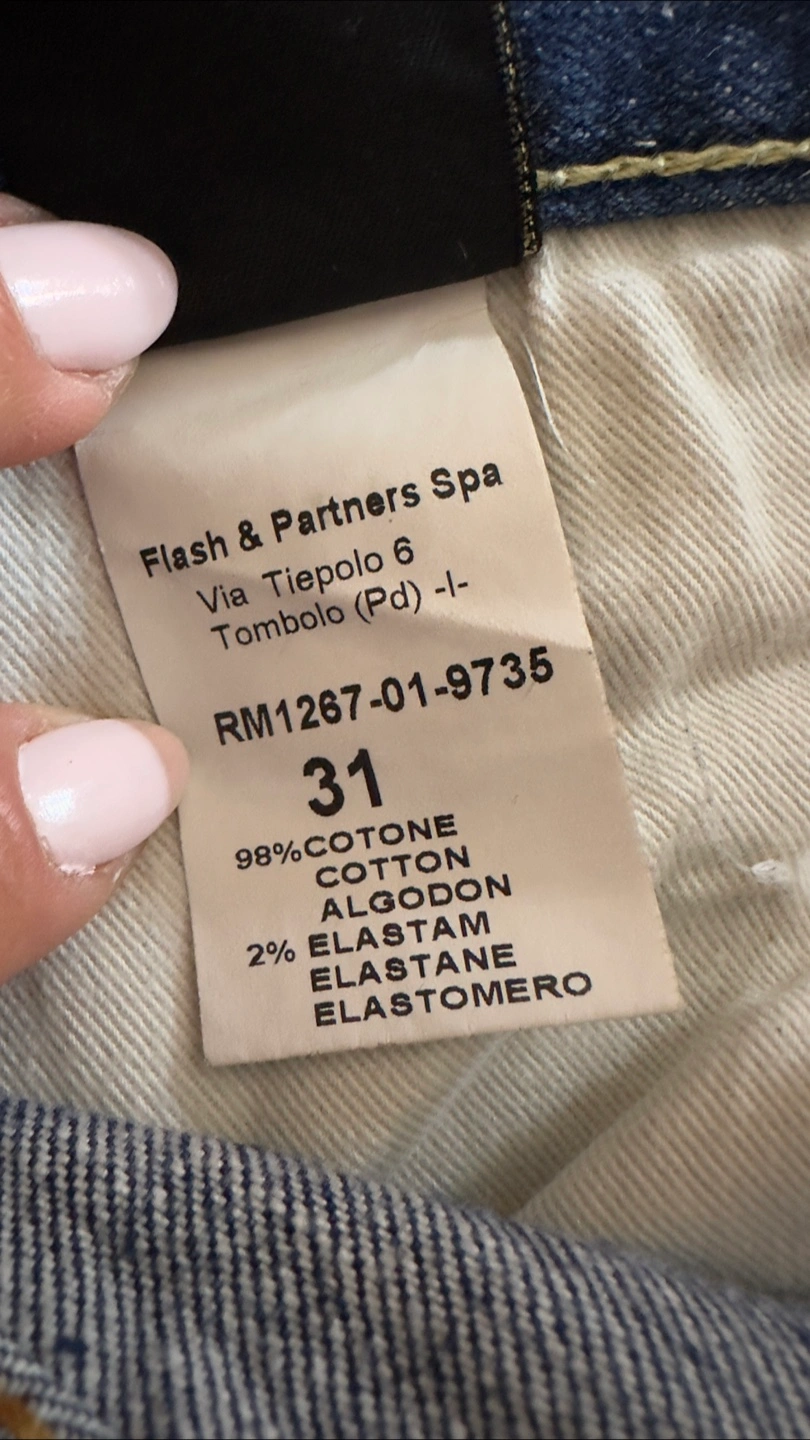 Flash & Partners Spa
Via Tiepolo 6
Tombolo (Pd) -I-
RM1267-01-9735
31
98%COTONE
COTTON
ALGODON
2% ELASTAM
ELASTANE
ELASTOMERO